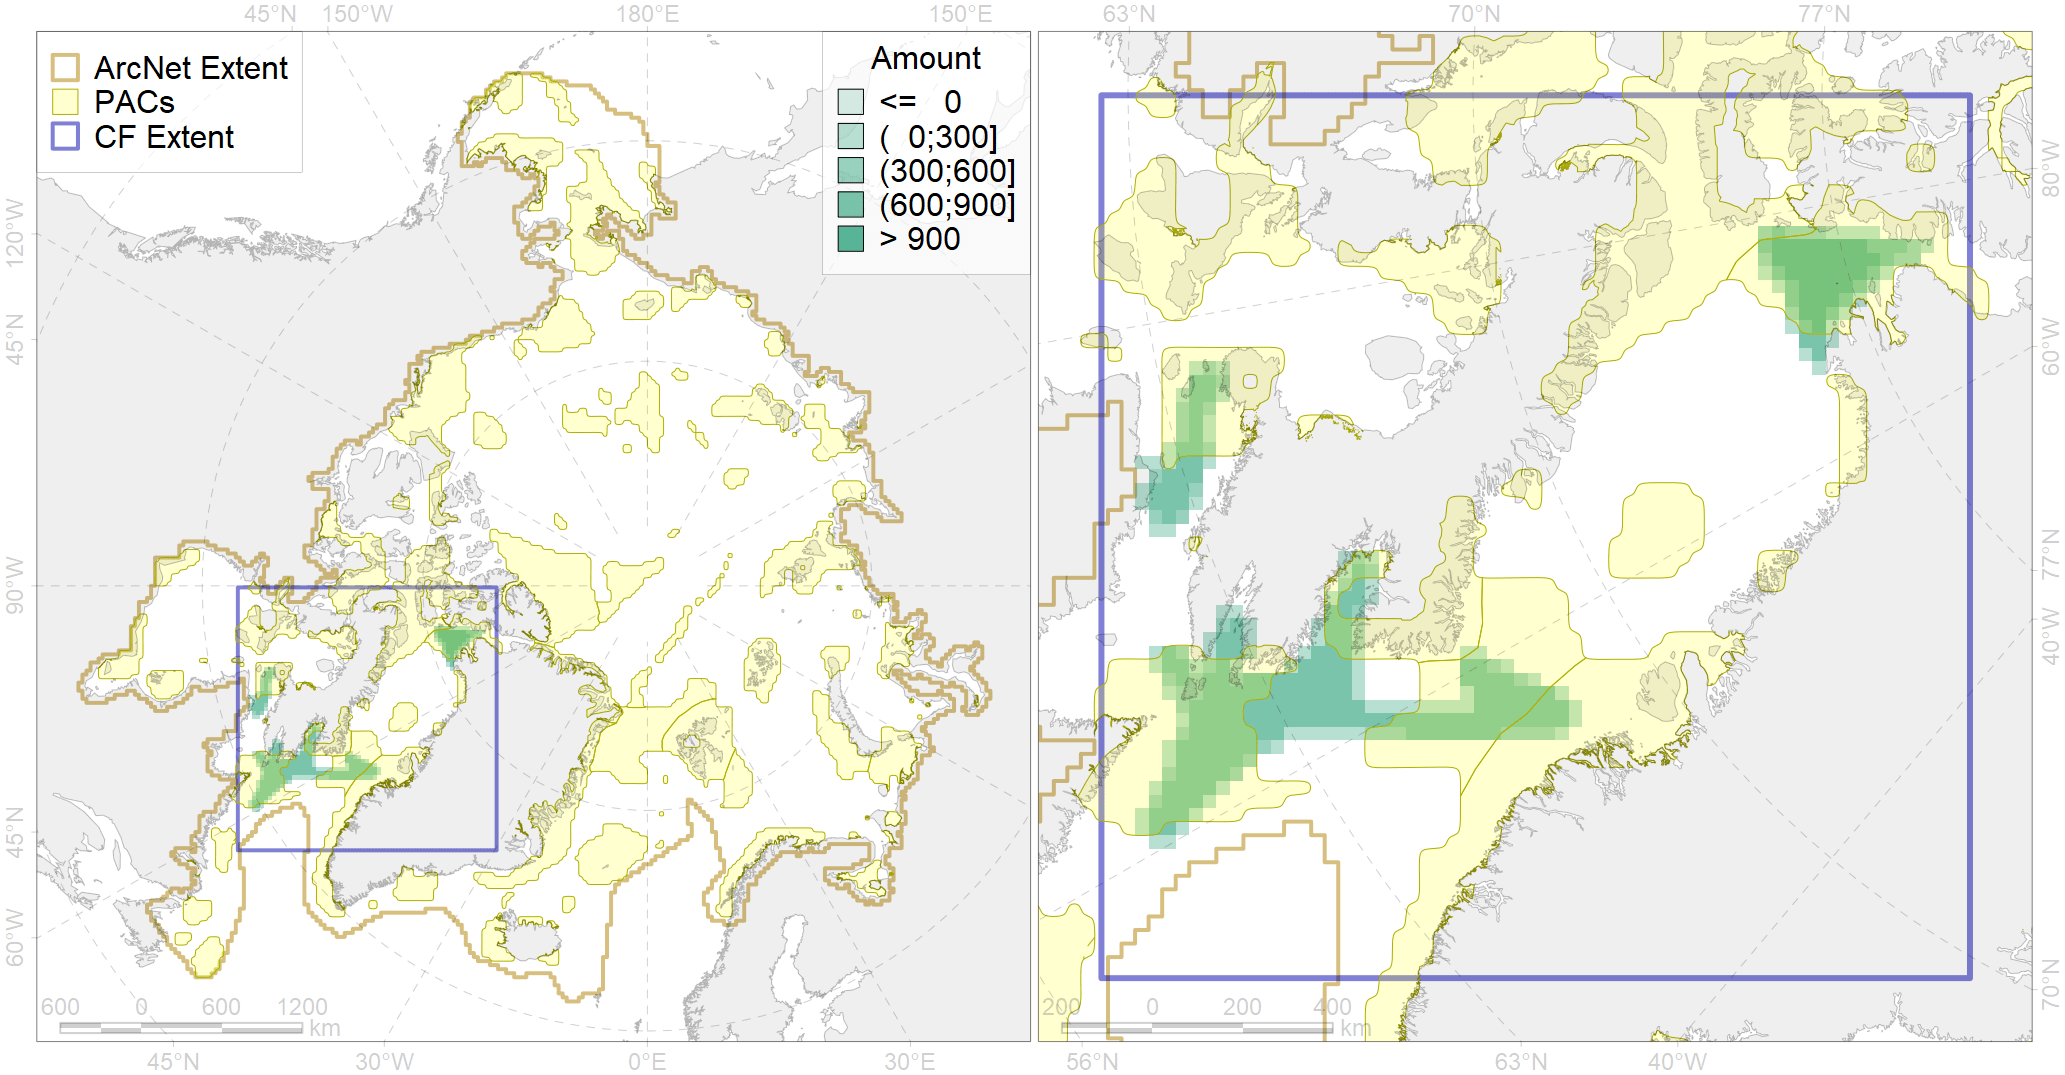 45°N 150°W 180°E 150°E 63°N 70°N 77°N
ArcNet Extent
PACs
CF Extent
Amount
<= 0
( 0;300]
(300;600]
(600;900]
> 900
120°W
45°N
90°W
45°N
60°W
80°W
60°W
77°N
40°W
70°N
600 0 600 1200
km
200 0 200 400
km
45°N 30°W 0°E 30°E 56°N 63°N 40°W